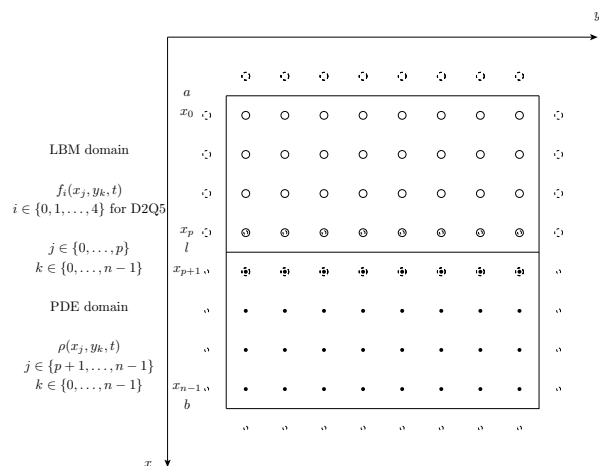 y
a
x_0
LBM domain
f_i(x_j, y_k, t)
i ∈ {0, 1, . . . , 4} for D2Q5
x_p
j ∈ {0, . . . , p}
l
k ∈ {0, . . . , n − 1}
x_{p+1}
PDE domain
ρ(x_j, y_k, t)
j ∈ {p + 1, . . . , n − 1}
k ∈ {0, . . . , n − 1}
x_{n−1}
b
x